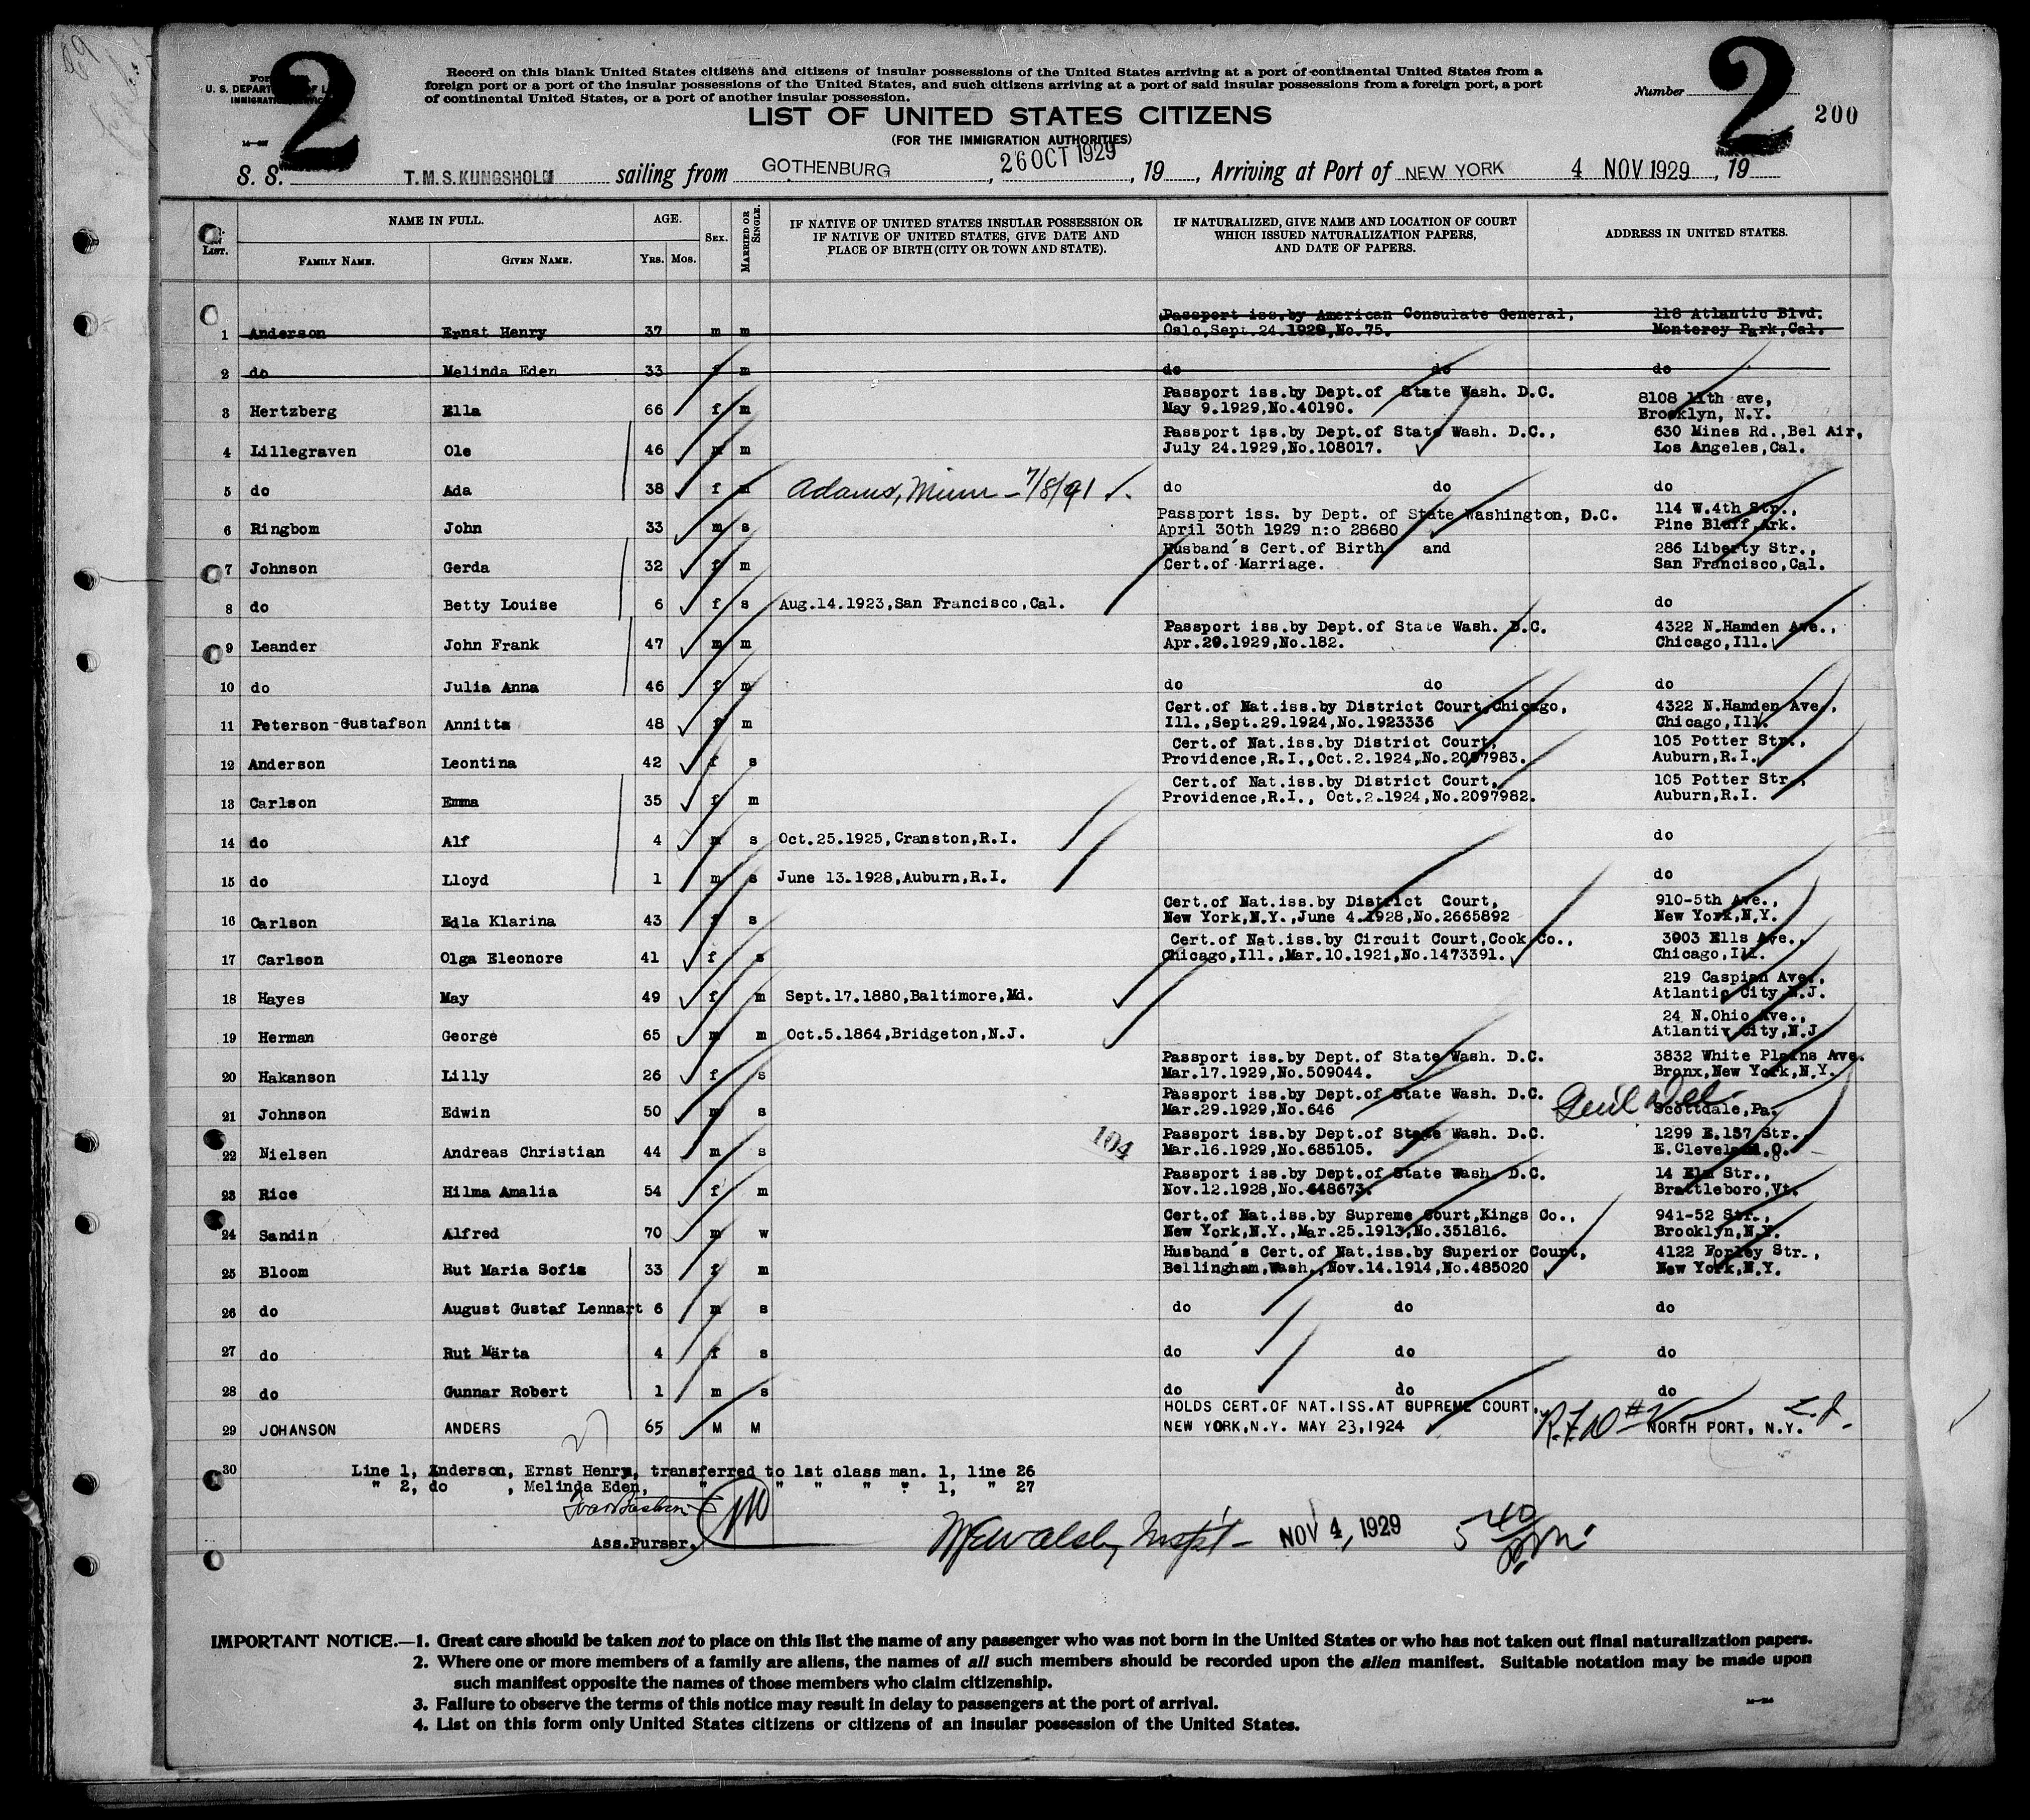 2
2
For
U. S. DEPART OF L
IMMIGRATION SERVICE
Record on this blank United States citizens and citizens of insular possessions of the United States arriving at a port of continental United States from a
foreign port or a port of the insular possessions of the United States, and such citizens arriving at a port of said insular possessions from a foreign port, a port
of continental United States, or a port of another insular possession.
Number
200
LIST OF UNITED STATES CITIZENS
(FOR THE IMMIGRATION AUTHORITIES)
S. S. T.M.S. KUNGSHOLM sailing from GOTHENBURG, 26 OCT 1929, 19, Arriving at Port of NEW YORK 4 NOV 1929, 19
LIST. NAME IN FULL. AGE. SEX. MARRIED OR SINGLE. IF NATIVE OF UNITED STATES INSULAR POSSESSION OR
IF NATIVE OF UNITED STATES, GIVE DATE AND
PLACE OF BIRTH (CITY OR TOWN AND STATE). IF NATURALIZED, GIVE NAME AND LOCATION OF COURT
WHICH ISSUED NATURALIZATION PAPERS,
AND DATE OF PAPERS. ADDRESS IN UNITED STATES.
FAMILY NAME. GIVEN NAME. YRS. MOS.
Passport iss.by American Consulate General, 118 Atlantic Blvd.
1 Anderson Ernst Henry 37 m m Oslo,Sept.24.1929,No.75. Monterey Park,Cal.
2 do Melinda Eden 33 f m do do do
Passport iss.by Dept.of State Wash. D.C. 8108 11th ave,
3 Hertzberg Ella 66 f m May 9.1929,No.40190. Brooklyn, N.Y.
Passport iss.by Dept.of State Wash. D.C., 630 Mines Rd.,Bel Air,
4 Lillegraven Ole 46 m m July 24.1929,No.108017. Los Angeles,Cal.
5 do Ada 38 f m Adams, Minn - 7/8/91 do do do
Passport iss. by Dept. of State Washington, D.C. 114 W.4th Str.,
6 Ringbom John 33 m s April 30th 1929 n:o 28680 Pine Bluff,Ark.
Husband's Cert.of Birth and 286 Liberty Str.,
7 Johnson Gerda 32 f m Cert.of Marriage. San Francisco,Cal.
8 do Betty Louise 6 f s Aug.14.1923,San Francisco,Cal. do
Passport iss.by Dept.of State Wash. D.C. 4322 N.Hamden Ave.,
9 Leander John Frank 47 m m Apr.20.1929,No.182. Chicago,Ill.
10 do Julia Anna 46 f m do do do
Cert.of Nat.iss.by District Court,Chicago, 4322 N.Hamden Ave.,
11 Peterson-Gustafson Annitta 48 f m Ill.,Sept.29.1924,No.1923336 Chicago,Ill.
Cert.of Nat.iss.by District Court, 105 Potter Str.,
12 Anderson Leontina 42 f s Providence,R.I.,Oct.2.1924,No.2097983. Auburn,R.I.
Cert.of Nat.iss.by District Court, 105 Potter Str.,
13 Carlson Emma 35 f m Providence,R.I., Oct.2.1924,No.2097982. Auburn,R.I.
14 do Alf 4 m s Oct.25.1925,Cranston,R.I. do
15 do Lloyd 1 m s June 13.1928,Auburn,R.I. do
Cert.of Nat.iss.by District Court, 910-5th Ave.,
16 Carlson Edla Klarina 43 f s New York,N.Y.,June 4.1928,No.2665892 New York,N.Y.
Cert.of Nat.iss.by Circuit Court,Cook Co., 3903 Ells Ave.,
17 Carlson Olga Eleonore 41 f s Chicago,Ill.,Mar.10.1921,No.1473391. Chicago,Ill.
219 Caspian Ave.,
18 Hayes May 49 f m Sept.17.1880,Baltimore,Md. Atlantic City,N.J.
24 N.Ohio Ave.,
19 Herman George 65 m m Oct.5.1864,Bridgeton,N.J. Atlantiv City,N.J
Passport iss.by Dept.of State Wash. D.C. 3832 White Plains Ave.
20 Hakanson Lilly 26 f s Mar.17.1929,No.509044. Bronx,New York,N.Y.
Passport iss.by Dept.of State Wash. D.C. Genl Del
21 Johnson Edwin 50 m s Mar.29.1929,No.646 Scottdale,Pa.
104 Passport iss.by Dept.of State Wash. D.C. 1299 E.157 Str.
22 Nielsen Andreas Christian 44 m s Mar.16.1929,No.685105. E.Cleveland.O.
Passport iss.by Dept.of State Wash. D.C. 14 Elm Str.,
23 Rice Hilma Amalia 54 f m Nov.12.1928,No.648673. Brattleboro,Vt.
Cert.of Nat.iss.by Supreme Court,Kings Co., 941-52 Str.,
24 Sandin Alfred 70 m w New York,N.Y.,Mar.25.1913,No.351816. Brooklyn,N.Y.
Husband's Cert.of Nat.iss.by Superior Court, 4122 Forley Str.,
25 Bloom Rut Maria Sofia 33 f m Bellingham,Wash.,Nov.14.1914,No.485020 New York,N.Y.
26 do August Gustaf Lennart 6 m s do do do
27 do Rut Märta 4 f s do do do
28 do Gunnar Robert 1 m s do do do
HOLDS CERT.OF NAT.ISS.AT SUPREME COURT, R.F.D #2 L.I.
29 JOHANSON ANDERS 65 M M NEW YORK,N.Y. MAY 23,1924 NORTH PORT, N.Y.
27
30 Line 1, Anderson, Ernst Henry, transferred to 1st class man. 1, line 26
" 2, do , Melinda Eden, " " " " " 1, " 27
Ass.Purser.
NOV 4, 1929 5 40 pm
IMPORTANT NOTICE.—1. Great care should be taken not to place on this list the name of any passenger who was not born in the United States or who has not taken out final naturalization papers.
2. Where one or more members of a family are aliens, the names of all such members should be recorded upon the alien manifest. Suitable notation may be made upon
such manifest opposite the names of those members who claim citizenship.
3. Failure to observe the terms of this notice may result in delay to passengers at the port of arrival.
4. List on this form only United States citizens or citizens of an insular possession of the United States.